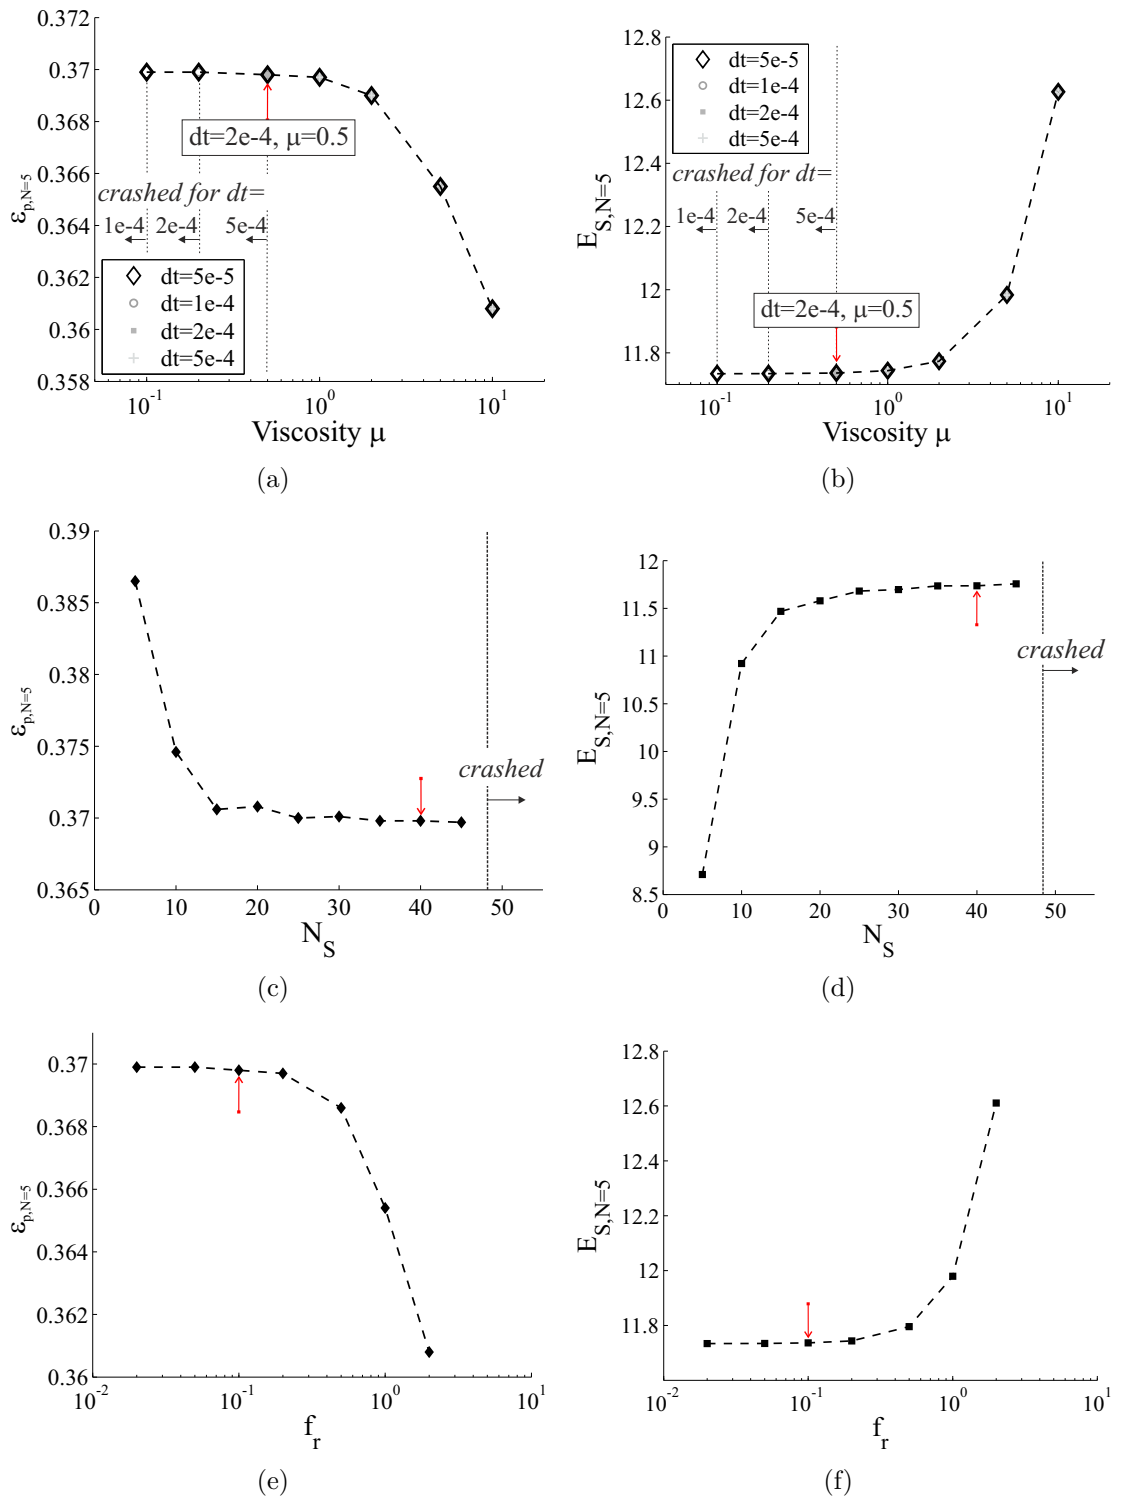 0.372
0.37
0.368
0.366
0.364
0.362
0.36
0.358
ε_p,N=5
dt=2e-4, μ=0.5
crashed for dt=
1e-4 2e-4 5e-4
dt=5e-5
dt=1e-4
dt=2e-4
dt=5e-4
10^-1 10^0 10^1
Viscosity μ
(a)
12.8
12.6
12.4
12.2
12
11.8
E_S,N=5
dt=5e-5
dt=1e-4
dt=2e-4
dt=5e-4
crashed for dt=
1e-4 2e-4 5e-4
dt=2e-4, μ=0.5
10^-1 10^0 10^1
Viscosity μ
(b)
0.39
0.385
0.38
0.375
0.37
0.365
ε_p,N=5
crashed
0 10 20 30 40 50
N_S
(c)
12
11.5
11
10.5
10
9.5
9
8.5
E_S,N=5
crashed
0 10 20 30 40 50
N_S
(d)
0.37
0.368
0.366
0.364
0.362
0.36
ε_p,N=5
10^-2 10^-1 10^0 10^1
f_r
(e)
12.8
12.6
12.4
12.2
12
11.8
E_S,N=5
10^-2 10^-1 10^0 10^1
f_r
(f)